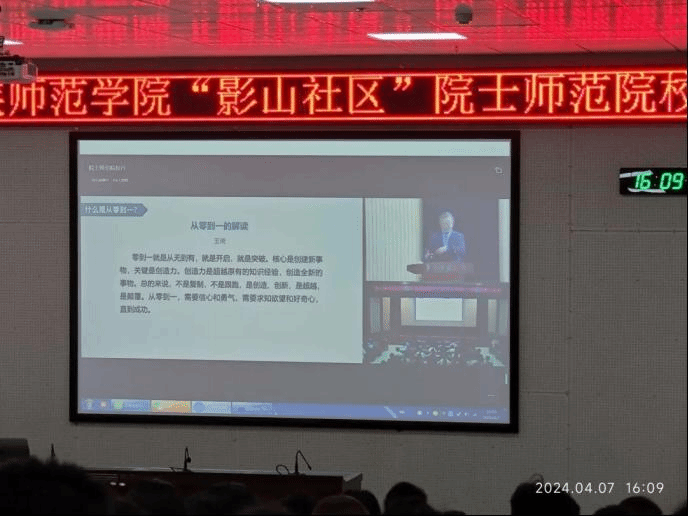 族师范学院“影山社区”院士师范院校
16:09
什么是从零到一？
从零到一的解读
零到一就是从无到有，就是开启，就是突破。核心是创建新事
物，关键是创造力。创造力是超越原有的知识经验，创造全新的
事物。总的来说，不是复制，不是跟跑，是创造，创新，是超越，
是颠覆。从零到一，需要信心和勇气，需要求知欲望和好奇心，
直到成功。
2024.04.07 16:09